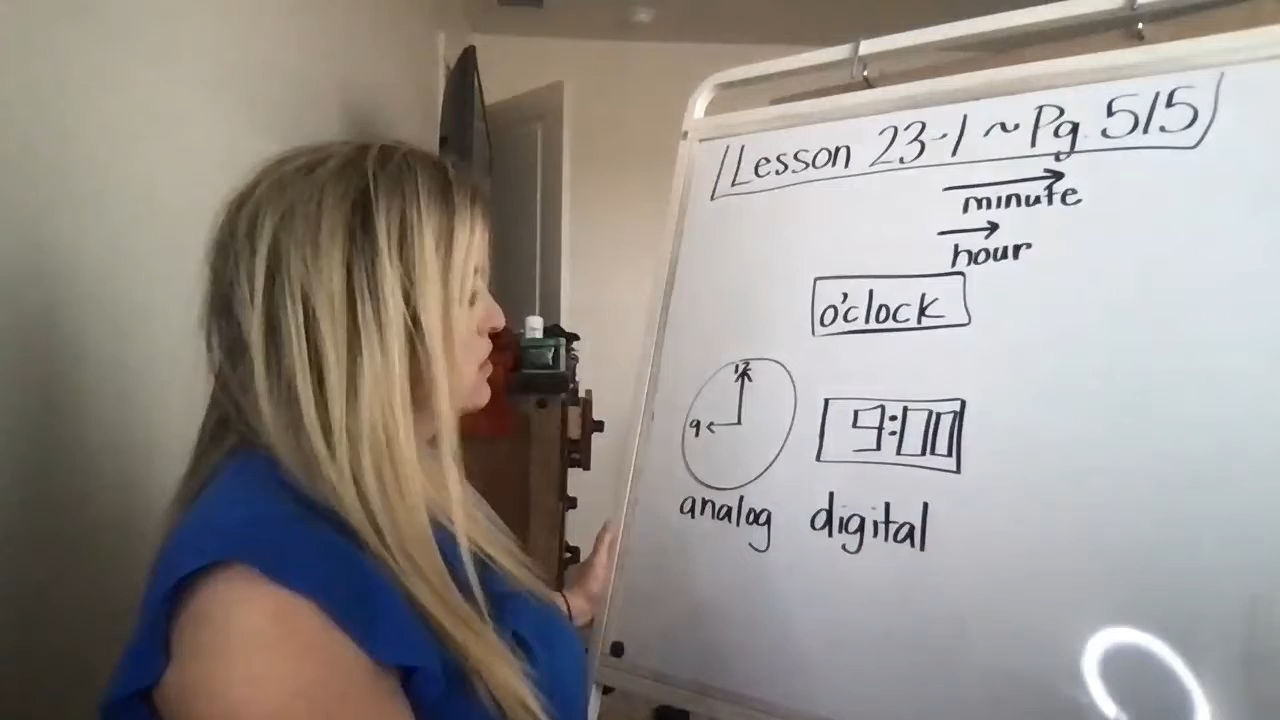 Lesson 23-1 ~ Pg. 515
minute
hour
o'clock
12
9
9:00
analog
digital